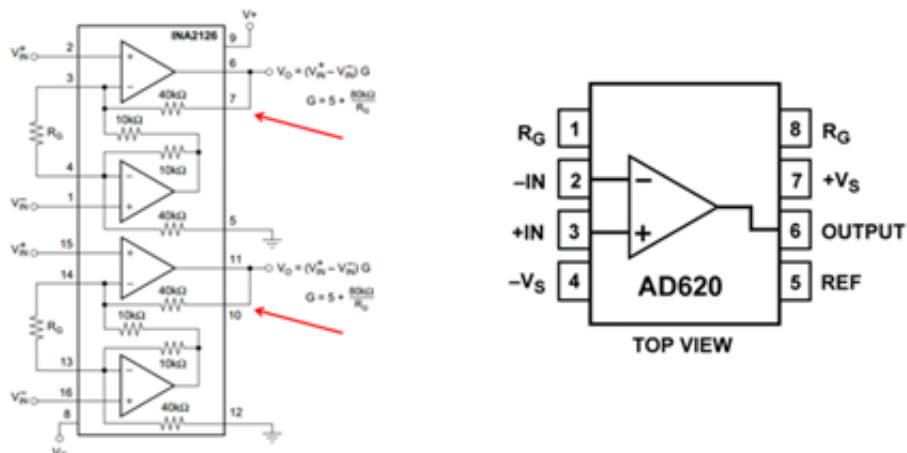 V+
INA2126
9
V+IN
2
6
VO = (V+IN – V–IN) G
3
40kΩ
7
G = 5 + 80kΩ/RG
10kΩ
RG
4
10kΩ
V–IN
1
40kΩ
5
V+IN
15
11
VO = (V+IN – V–IN) G
14
40kΩ
G = 5 + 80kΩ/RG
10kΩ
10
RG
13
10kΩ
V–IN
16
40kΩ
12
8
V–
RG 1
8 RG
–IN 2
7 +VS
+IN 3
6 OUTPUT
–VS 4
AD620
5 REF
TOP VIEW